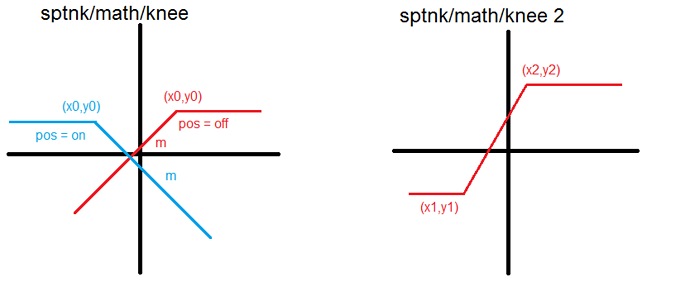 sptnk/math/knee
(x0,y0)
(x0,y0)
pos = on
pos = off
m
m
sptnk/math/knee 2
(x2,y2)
(x1,y1)